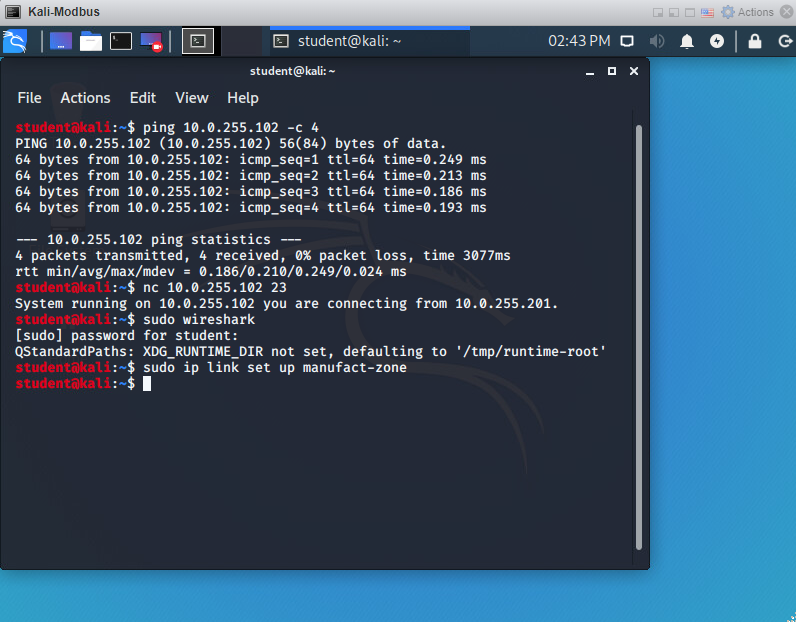 Kali-Modbus
Actions
student@kali: ~
02:43 PM
student@kali:~
File Actions Edit View Help
student@kali:~$ ping 10.0.255.102 -c 4
PING 10.0.255.102 (10.0.255.102) 56(84) bytes of data.
64 bytes from 10.0.255.102: icmp_seq=1 ttl=64 time=0.249 ms
64 bytes from 10.0.255.102: icmp_seq=2 ttl=64 time=0.213 ms
64 bytes from 10.0.255.102: icmp_seq=3 ttl=64 time=0.186 ms
64 bytes from 10.0.255.102: icmp_seq=4 ttl=64 time=0.193 ms
--- 10.0.255.102 ping statistics ---
4 packets transmitted, 4 received, 0% packet loss, time 3077ms
rtt min/avg/max/mdev = 0.186/0.210/0.249/0.024 ms
student@kali:~$ nc 10.0.255.102 23
System running on 10.0.255.102 you are connecting from 10.0.255.201.
student@kali:~$ sudo wireshark
[sudo] password for student:
QStandardPaths: XDG_RUNTIME_DIR not set, defaulting to '/tmp/runtime-root'
student@kali:~$ sudo ip link set up manufact-zone
student@kali:~$